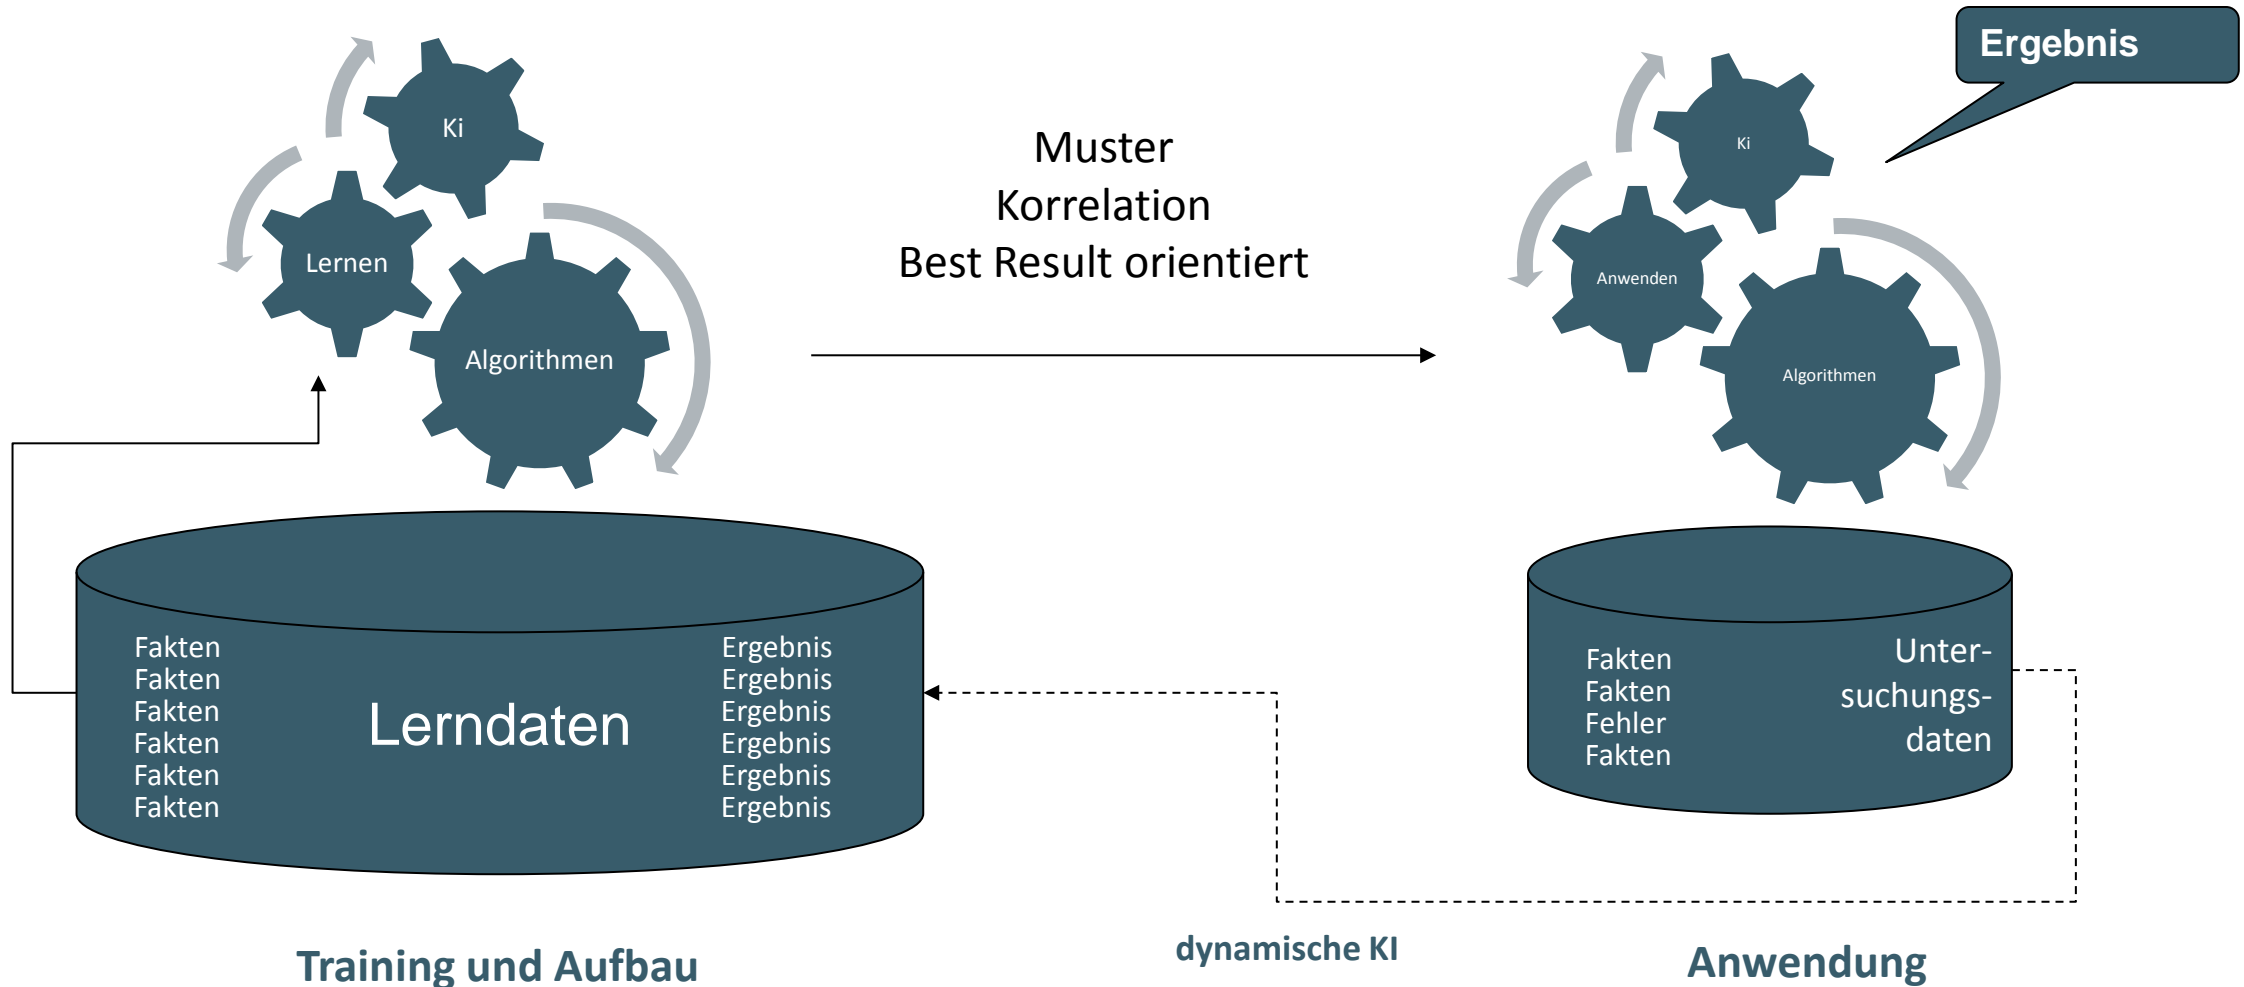 Ki
Lernen
Algorithmen
Muster
Korrelation
Best Result orientiert
Ergebnis
Ki
Anwenden
Algorithmen
Fakten
Fakten
Fakten
Fakten
Fakten
Fakten
Lerndaten
Ergebnis
Ergebnis
Ergebnis
Ergebnis
Ergebnis
Ergebnis
Fakten
Fakten
Fehler
Fakten
Unter-
suchungs-
daten
Training und Aufbau
dynamische KI
Anwendung